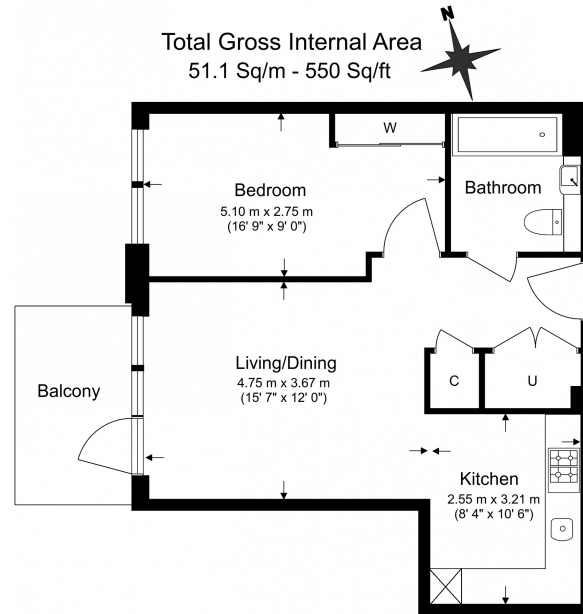 N
Total Gross Internal Area
51.1 Sq/m - 550 Sq/ft
W
Bedroom
5.10 m x 2.75 m
(16' 9" x 9' 0")
Bathroom
Living/Dining
4.75 m x 3.67 m
(15' 7" x 12' 0")
Balcony
C
U
Kitchen
2.55 m x 3.21 m
(8' 4" x 10' 6")